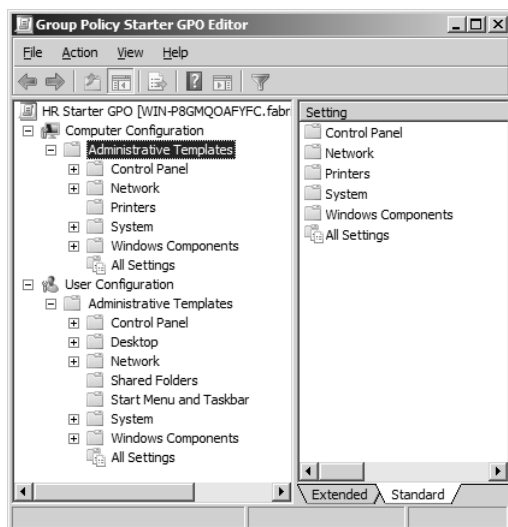 Group Policy Starter GPO Editor
File Action View Help
HR Starter GPO [WIN-P8GMQOAFYFC.fabr
Computer Configuration
Administrative Templates
Control Panel
Network
Printers
System
Windows Components
All Settings
User Configuration
Administrative Templates
Control Panel
Desktop
Network
Shared Folders
Start Menu and Taskbar
System
Windows Components
All Settings
Setting
Control Panel
Network
Printers
System
Windows Components
All Settings
Extended Standard